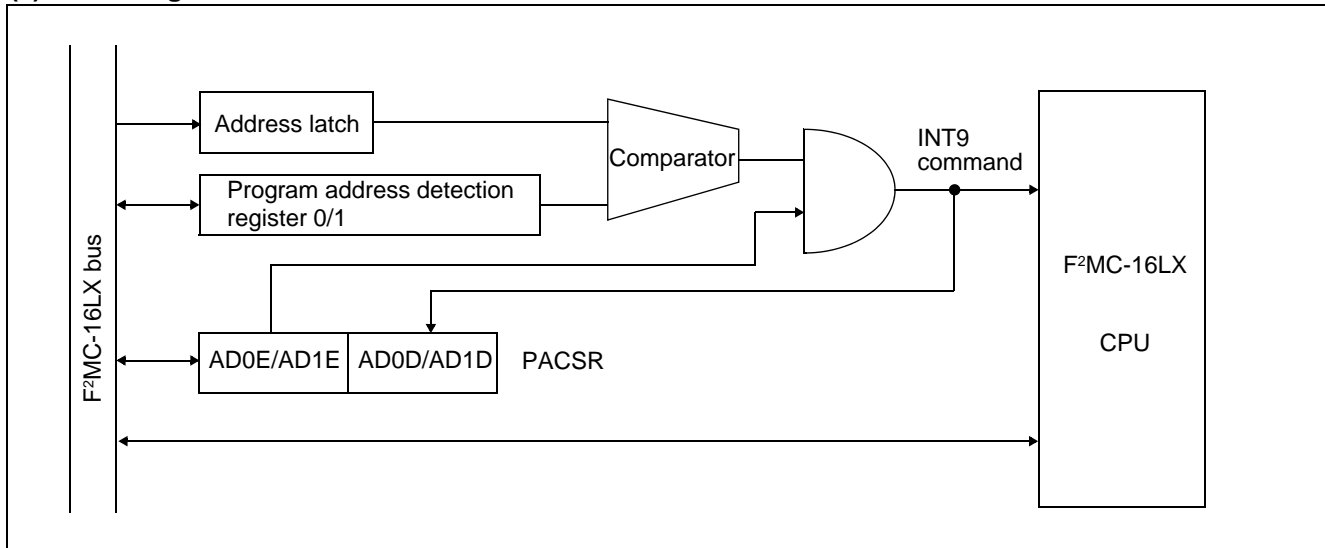 Address latch
Program address detection
register 0/1
Comparator
INT9
command
F²MC-16LX bus
AD0E/AD1E
AD0D/AD1D
PACSR
F²MC-16LX
CPU